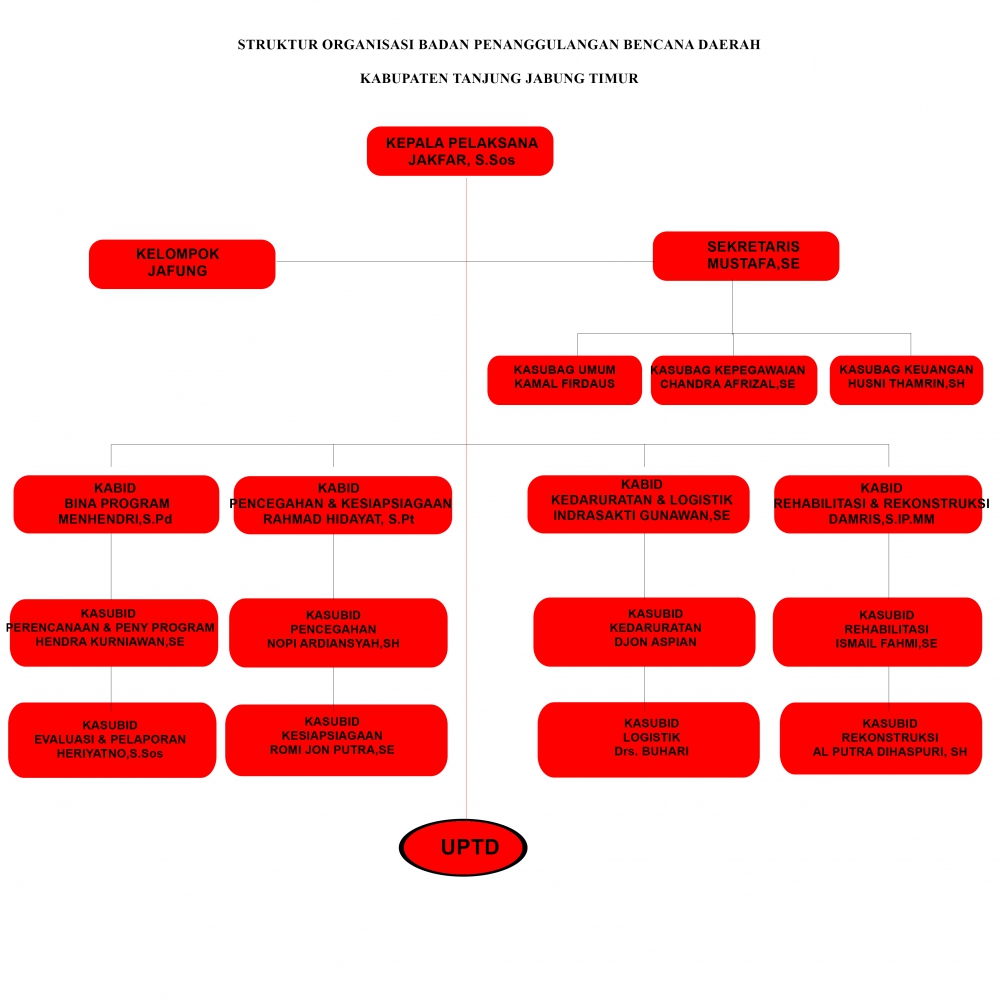 STRUKTUR ORGANISASI BADAN PENANGGULANGAN BENCANA DAERAH
KABUPATEN TANJUNG JABUNG TIMUR
KEPALA PELAKSANA
JAKFAR, S.Sos
KELOMPOK
JAFUNG
SEKRETARIS
MUSTAFA,SE
KASUBAG UMUM
KAMAL FIRDAUS
KASUBAG KEPEGAWAIAN
CHANDRA AFRIZAL,SE
KASUBAG KEUANGAN
HUSNI THAMRIN,SH
KABID
BINA PROGRAM
MENHENDRI,S.Pd
KABID
PENCEGAHAN & KESIAPSIAGAAN
RAHMAD HIDAYAT, S.Pt
KABID
KEDARURATAN & LOGISTIK
INDRASAKTI GUNAWAN,SE
KABID
REHABILITASI & REKONSTRUKSI
DAMRIS,S.IP.MM
KASUBID
PERENCANAAN & PENY PROGRAM
HENDRA KURNIAWAN,SE
KASUBID
PENCEGAHAN
NOPI ARDIANSYAH,SH
KASUBID
KEDARURATAN
DJON ASPIAN
KASUBID
REHABILITASI
ISMAIL FAHMI,SE
KASUBID
EVALUASI & PELAPORAN
HERIYATNO,S.Sos
KASUBID
KESIAPSIAGAAN
ROMI JON PUTRA,SE
KASUBID
LOGISTIK
Drs. BUHARI
KASUBID
REKONSTRUKSI
AL PUTRA DIHASPURI, SH
UPTD